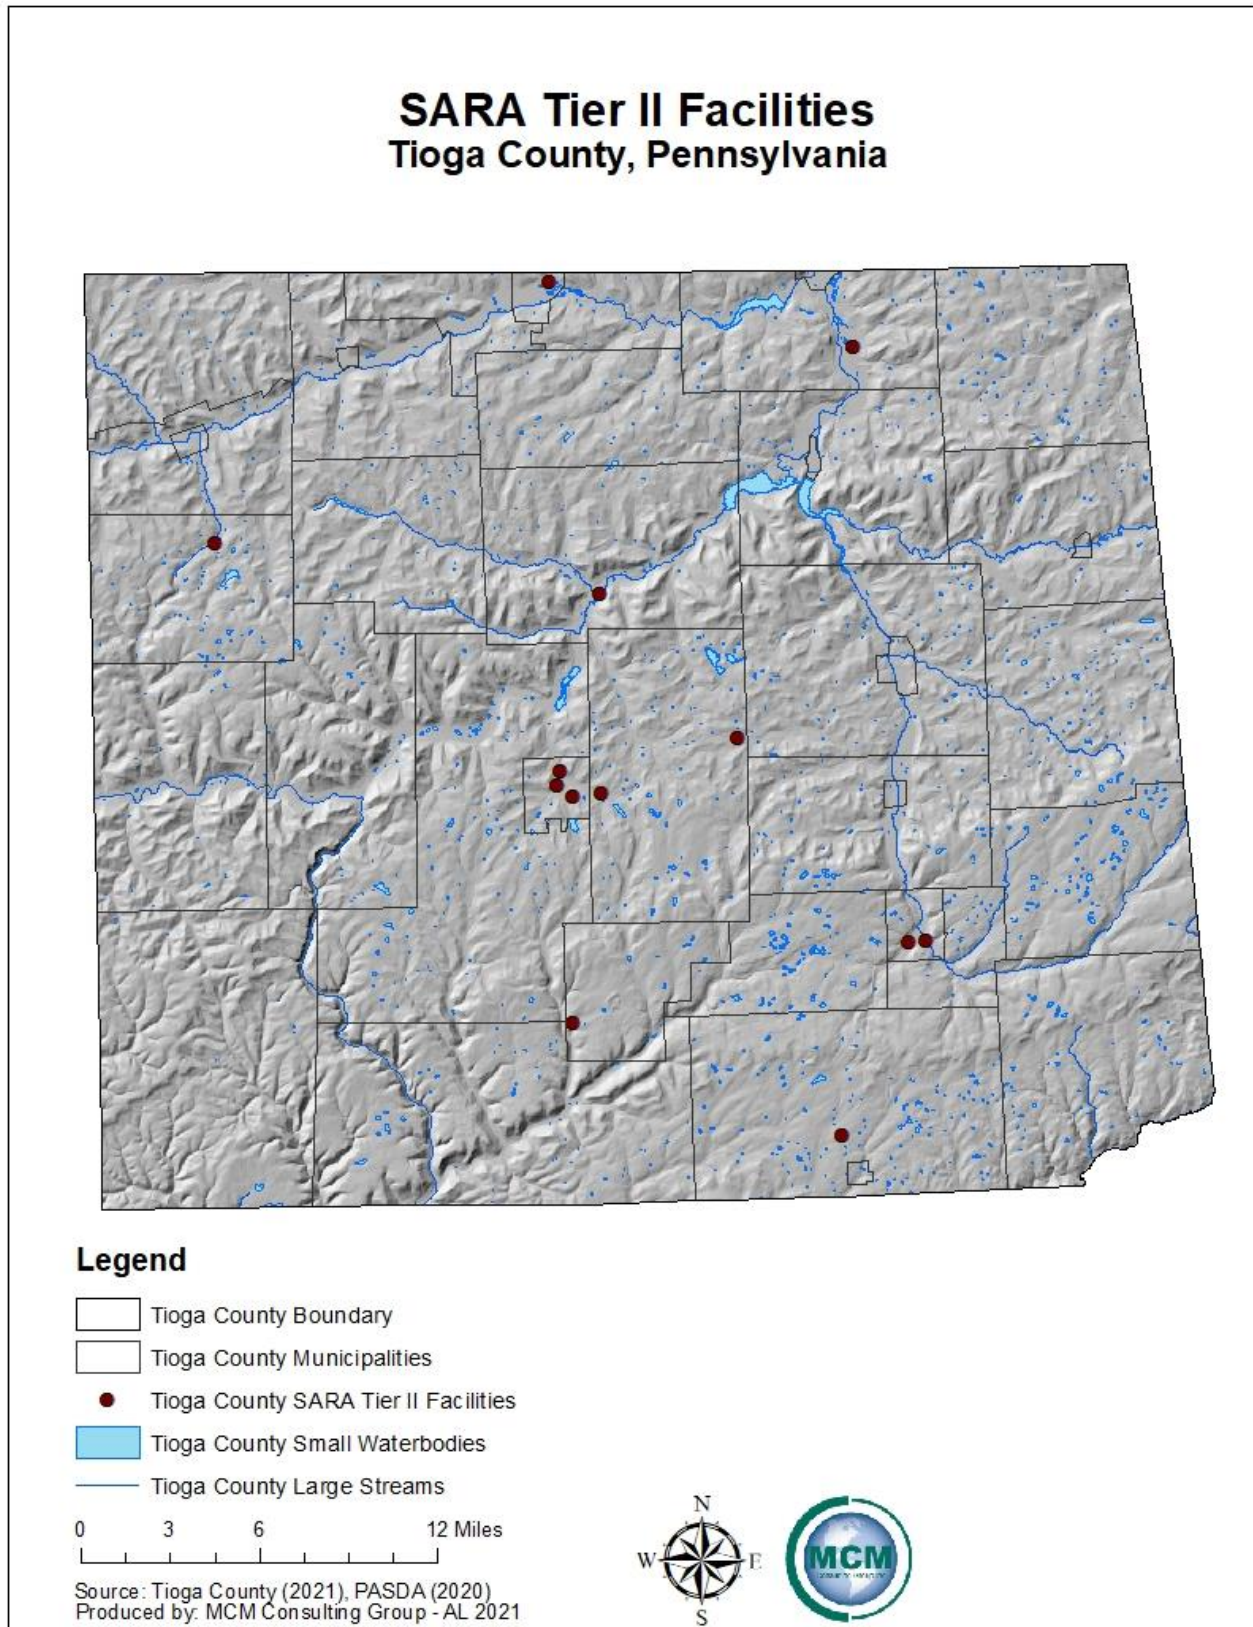 SARA Tier II Facilities
Tioga County, Pennsylvania
Legend
Tioga County Boundary
Tioga County Municipalities
Tioga County SARA Tier II Facilities
Tioga County Small Waterbodies
Tioga County Large Streams
0 3 6 12 Miles
Source: Tioga County (2021), PASDA (2020)
Produced by: MCM Consulting Group - AL 2021
N
W E
S
MCM